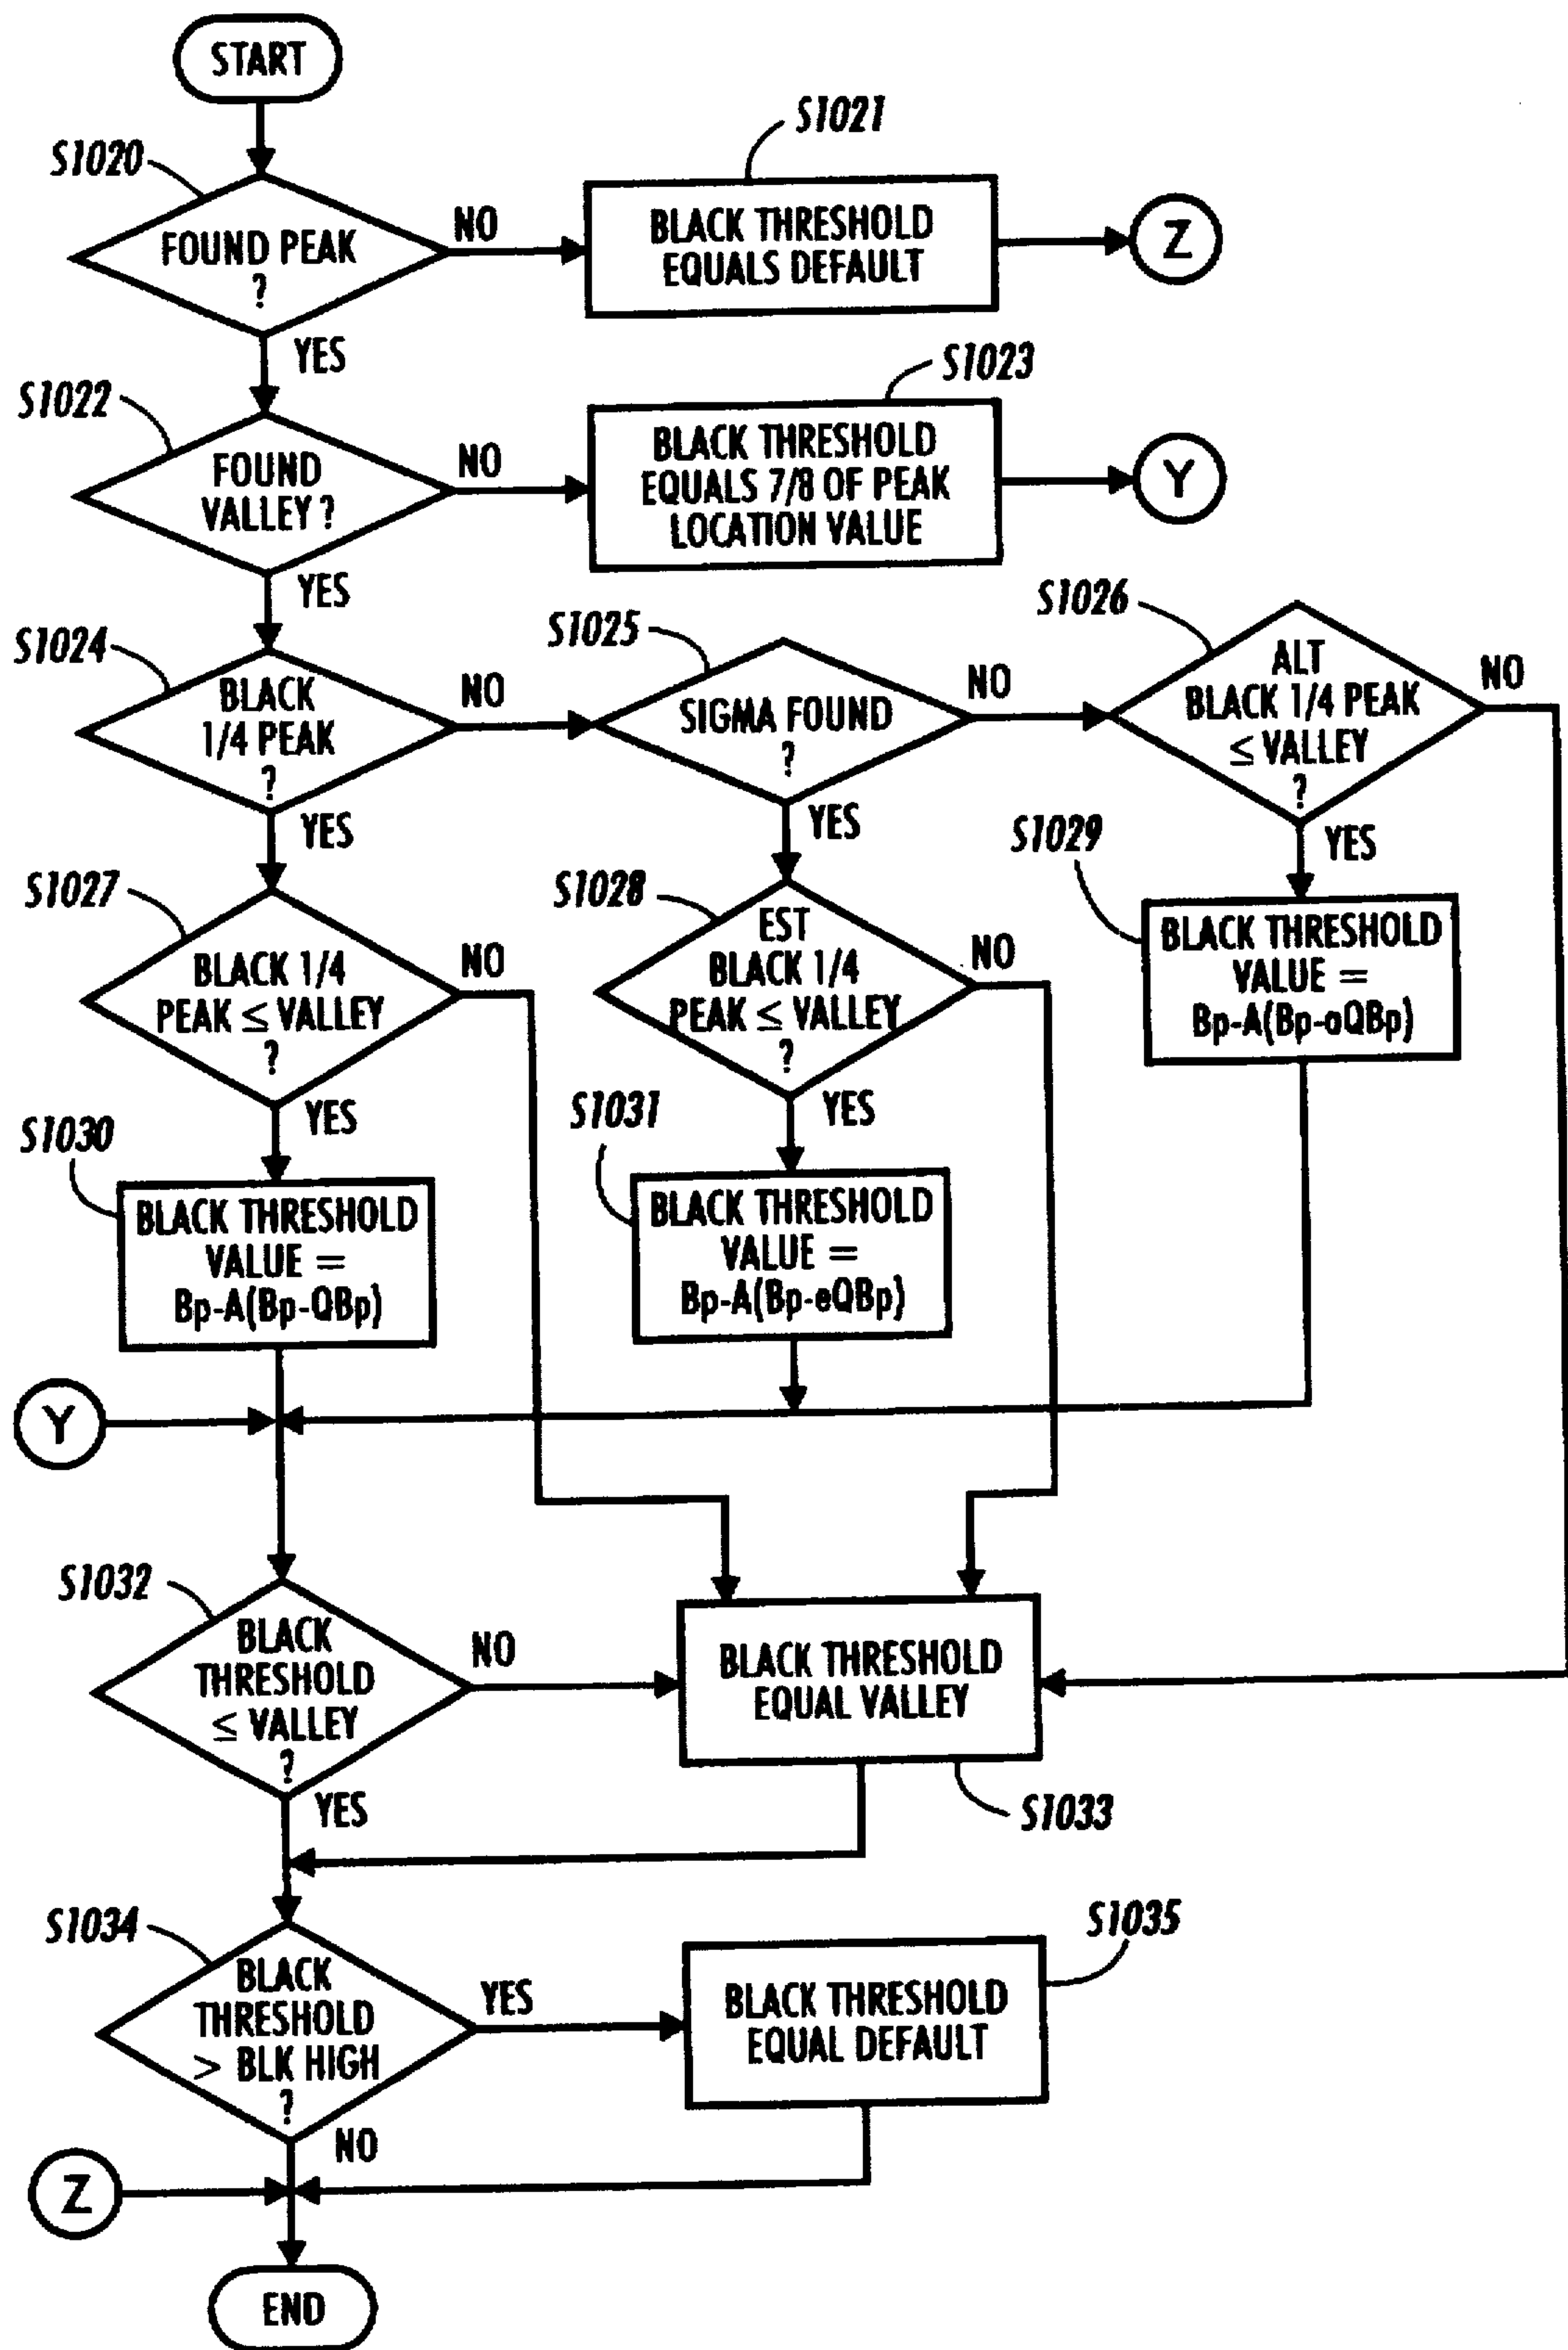 START
S1020
S1021
FOUND PEAK
?
NO
BLACK THRESHOLD
EQUALS DEFAULT
Z
YES
S1022
S1023
FOUND
VALLEY ?
NO
BLACK THRESHOLD
EQUALS 7/8 OF PEAK
LOCATION VALUE
Y
YES
S1024
BLACK
1/4 PEAK
?
NO
S1025
SIGMA FOUND
?
NO
S1026
ALT
BLACK 1/4 PEAK
≤ VALLEY
?
NO
YES
YES
YES
S1027
BLACK 1/4
PEAK ≤ VALLEY
?
NO
S1028
EST
BLACK 1/4
PEAK ≤ VALLEY
?
NO
S1029
BLACK THRESHOLD
VALUE =
Bp-A(Bp-aQBp)
YES
YES
S1030
BLACK THRESHOLD
VALUE =
Bp-A(Bp-QBp)
S1031
BLACK THRESHOLD
VALUE =
Bp-A(Bp-eQBp)
Y
S1032
BLACK
THRESHOLD
≤ VALLEY
?
NO
BLACK THRESHOLD
EQUAL VALLEY
S1033
YES
S1034
BLACK
THRESHOLD
> BLK HIGH
?
YES
S1035
BLACK THRESHOLD
EQUAL DEFAULT
NO
Z
END